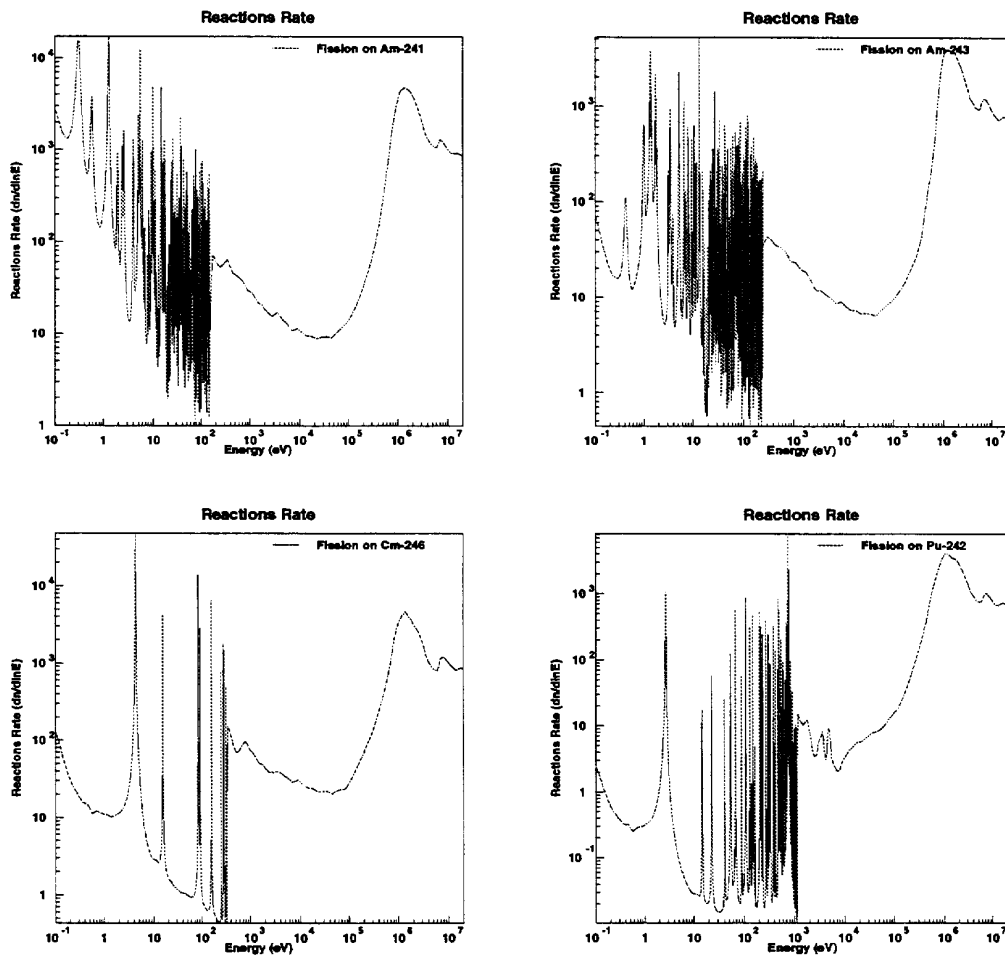 Reactions Rate
Reactions Rate (dn/dlnE)
Fission on Am-241
10⁴
10³
10²
10
1
10⁻¹ 1 10 10² 10³ 10⁴ 10⁵ 10⁶ 10⁷
Energy (eV)
Reactions Rate
Reactions Rate (dn/dlnE)
Fission on Am-243
10³
10²
10
1
10⁻¹ 1 10 10² 10³ 10⁴ 10⁵ 10⁶ 10⁷
Energy (eV)
Reactions Rate
Reactions Rate (dn/dlnE)
Fission on Cm-246
10⁴
10³
10²
10
1
10⁻¹ 1 10 10² 10³ 10⁴ 10⁵ 10⁶ 10⁷
Energy (eV)
Reactions Rate
Reactions Rate (dn/dlnE)
Fission on Pu-242
10³
10²
10
1
10⁻¹
10⁻¹ 1 10 10² 10³ 10⁴ 10⁵ 10⁶ 10⁷
Energy (eV)